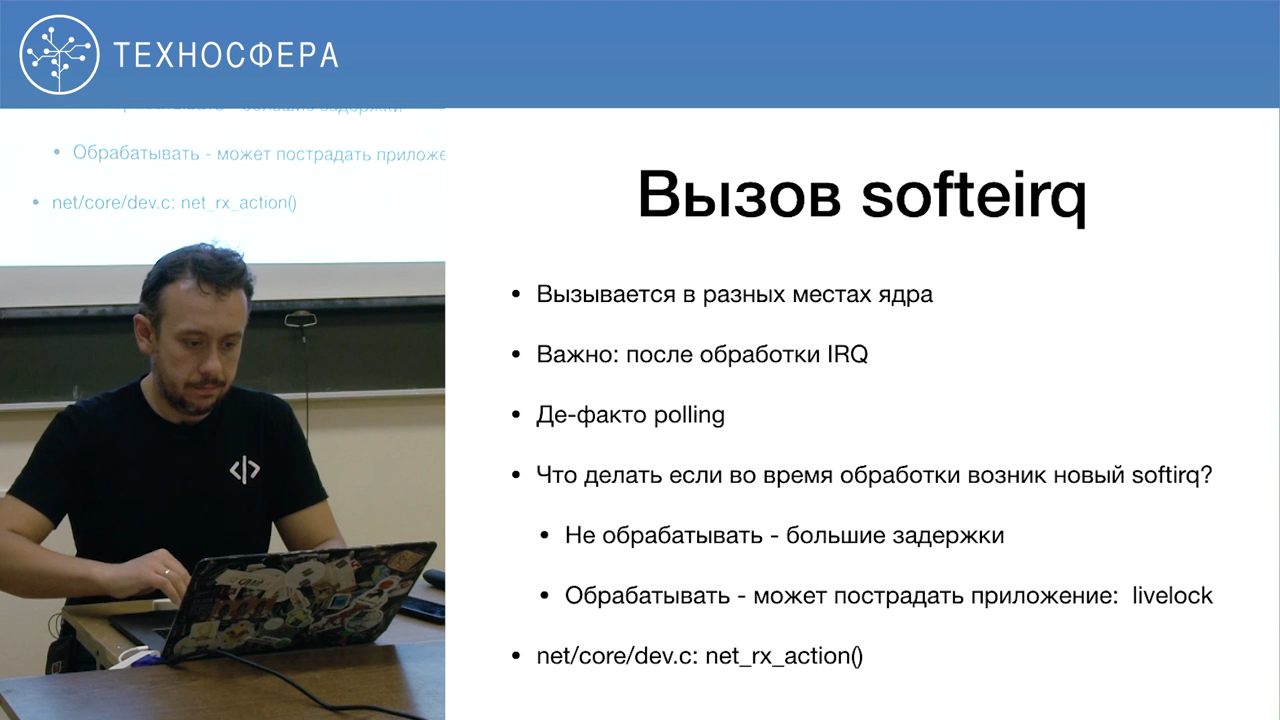 ТЕХНОСФЕРА
Обрабатывать - может пострадать приложе
net/core/dev.c: net_rx_action()
Вызов softeirq
Вызывается в разных местах ядра
Важно: после обработки IRQ
Де-факто polling
Что делать если во время обработки возник новый softirq?
Не обрабатывать - большие задержки
Обрабатывать - может пострадать приложение: livelock
net/core/dev.c: net_rx_action()